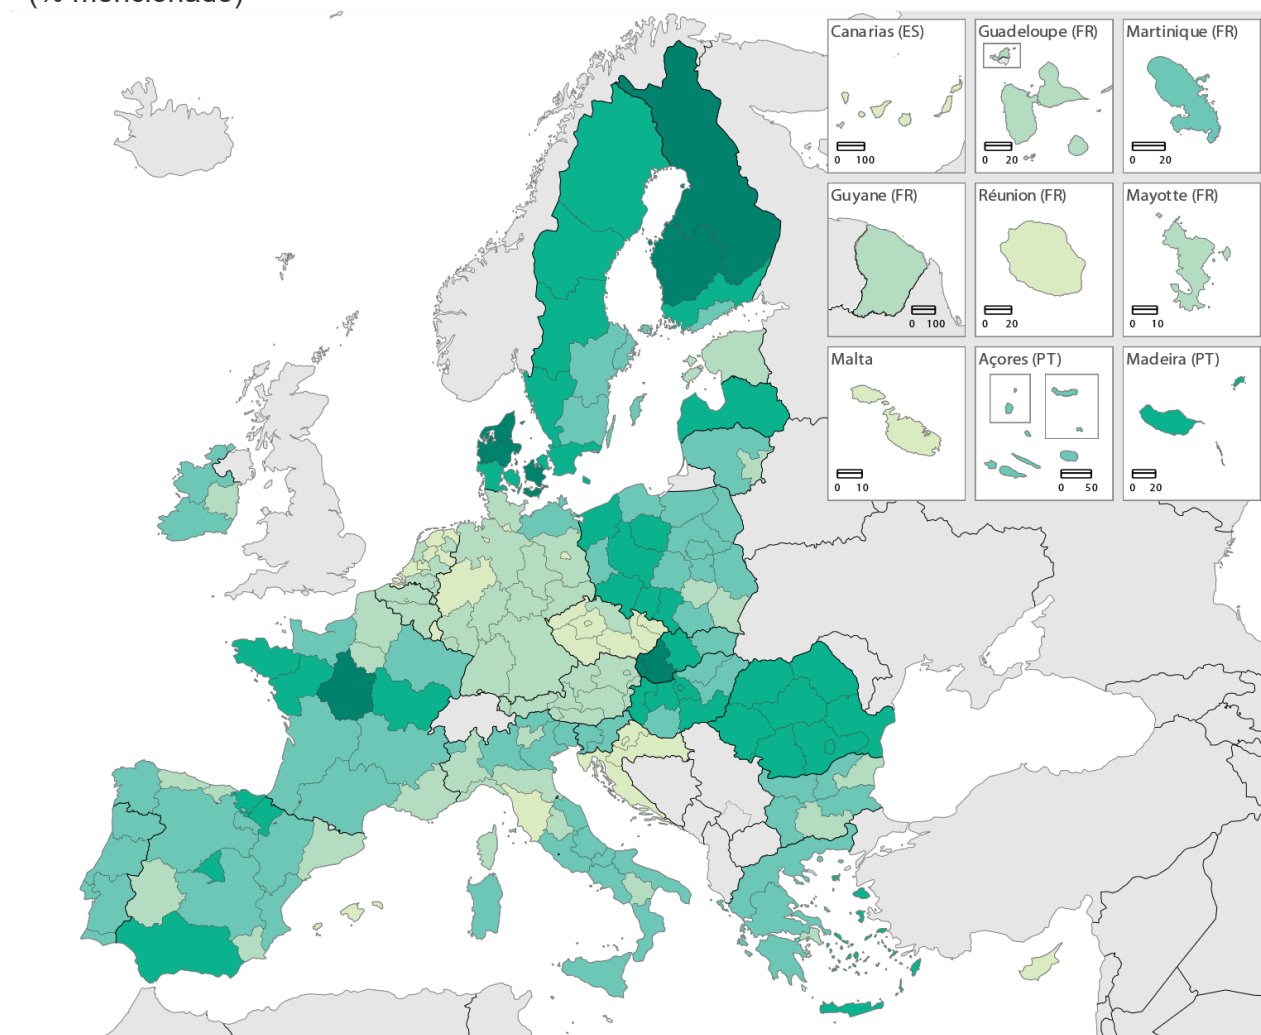 (% mencionado)
Canarias (ES)
0 100
Guadeloupe (FR)
0 20
Martinique (FR)
0 20
Guyane (FR)
0 100
Réunion (FR)
0 20
Mayotte (FR)
0 10
Malta
0 10
Açores (PT)
0 50
Madeira (PT)
0 20